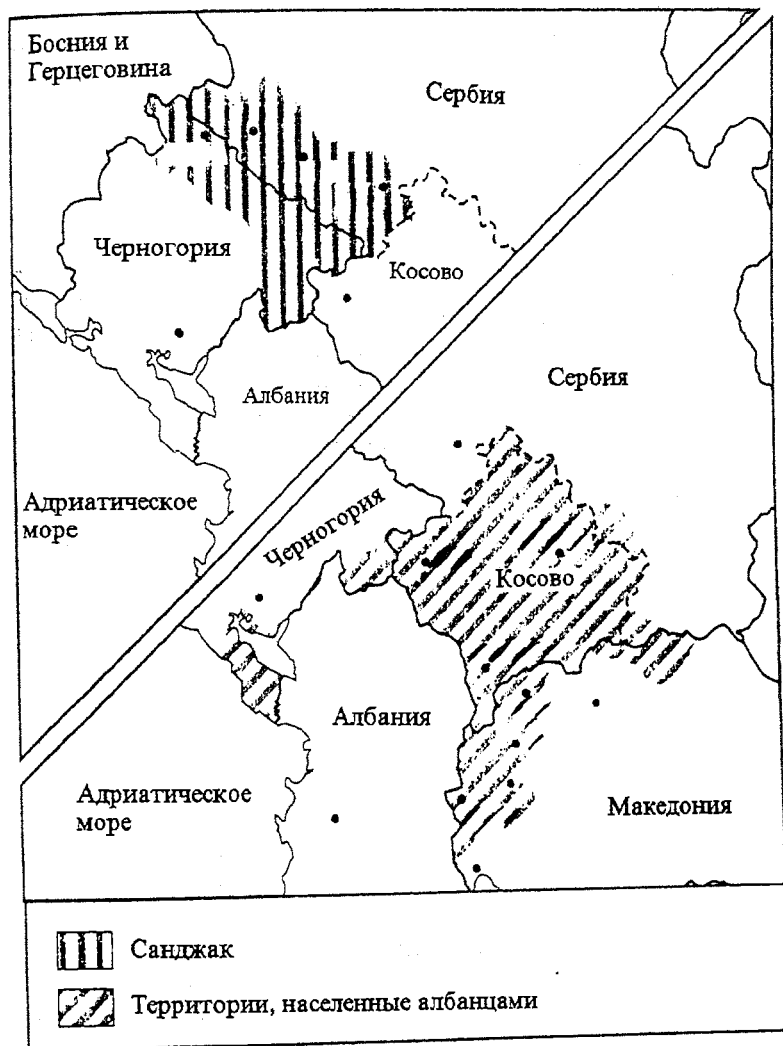 Босния и
Герцеговина
Сербия
Черногория
Косово
Албания
Адриатическое
море
Сербия
Черногория
Косово
Албания
Адриатическое
море
Македония
Санджак
Территории, населенные албанцами